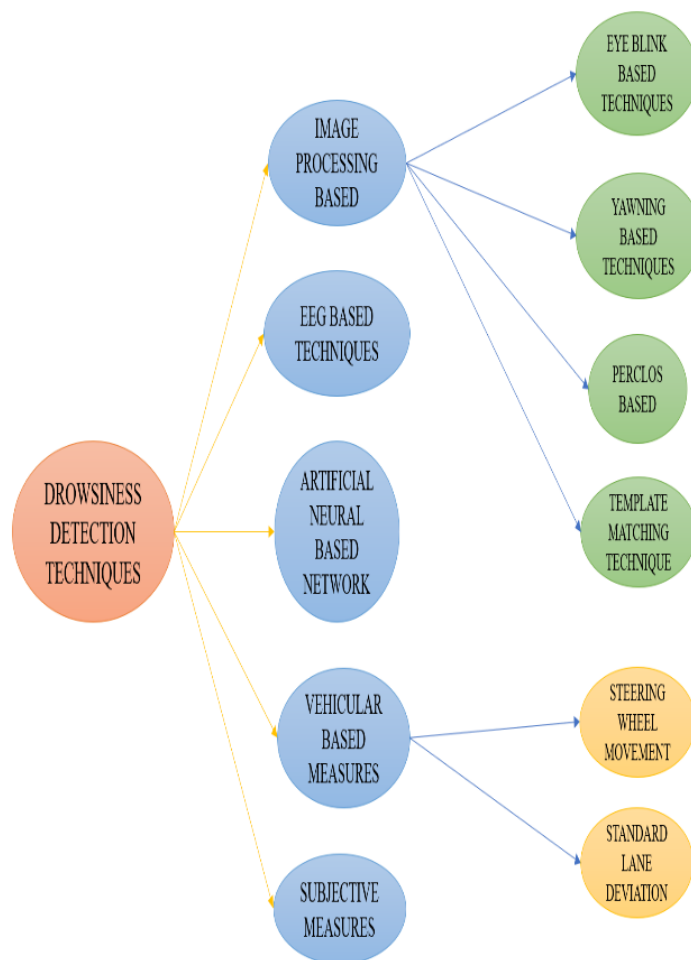 DROWSINESS
DETECTION
TECHNIQUES
IMAGE
PROCESSING
BASED
EEG BASED
TECHNIQUES
ARTIFICIAL
NEURAL
BASED
NETWORK
VEHICULAR
BASED
MEASURES
SUBJECTIVE
MEASURES
EYE BLINK
BASED
TECHNIQUES
YAWNING
BASED
TECHNIQUES
PERCLOS
BASED
TEMPLATE
MATCHING
TECHNIQUE
STEERING
WHEEL
MOVEMENT
STANDARD
LANE
DEVIATION